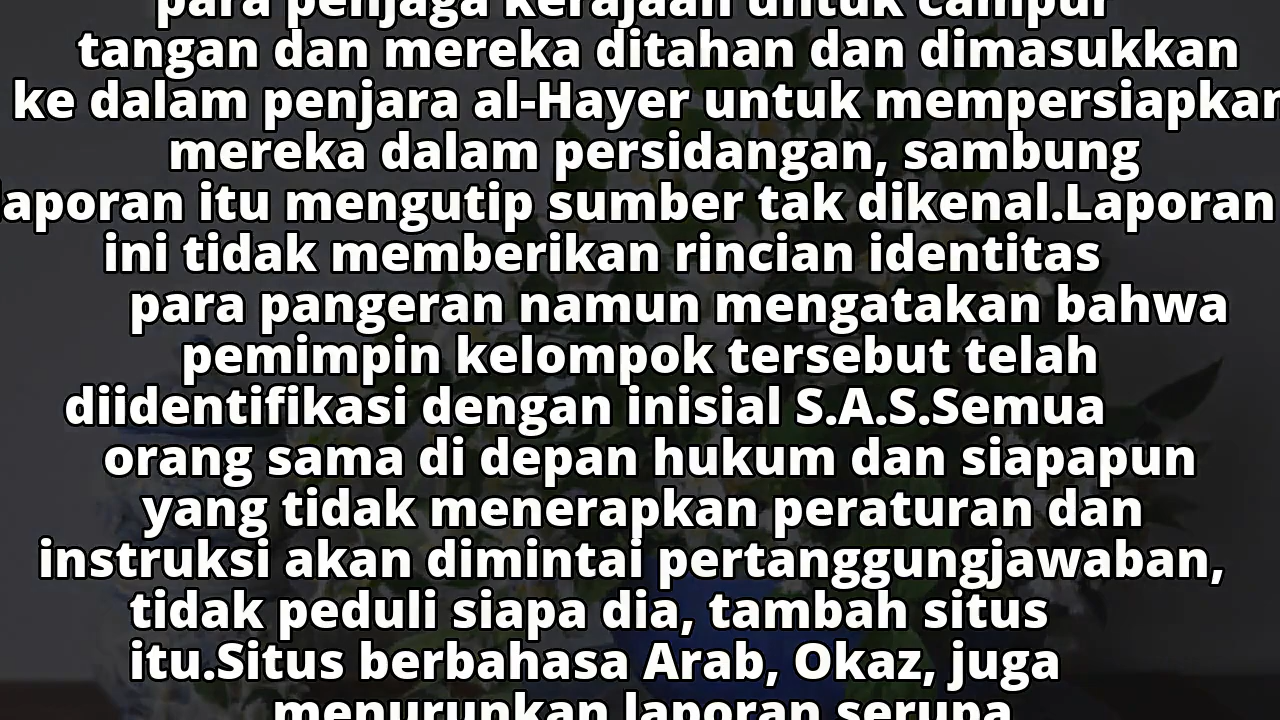 para penjaga kerajaan untuk campur
tangan dan mereka ditahan dan dimasukkan
ke dalam penjara al-Hayer untuk mempersiapkan
mereka dalam persidangan, sambung
laporan itu mengutip sumber tak dikenal.Laporan
ini tidak memberikan rincian identitas
para pangeran namun mengatakan bahwa
pemimpin kelompok tersebut telah
diidentifikasi dengan inisial S.A.S.Semua
orang sama di depan hukum dan siapapun
yang tidak menerapkan peraturan dan
instruksi akan dimintai pertanggungjawaban,
tidak peduli siapa dia, tambah situs
itu.Situs berbahasa Arab, Okaz, juga
menurunkan laporan serupa